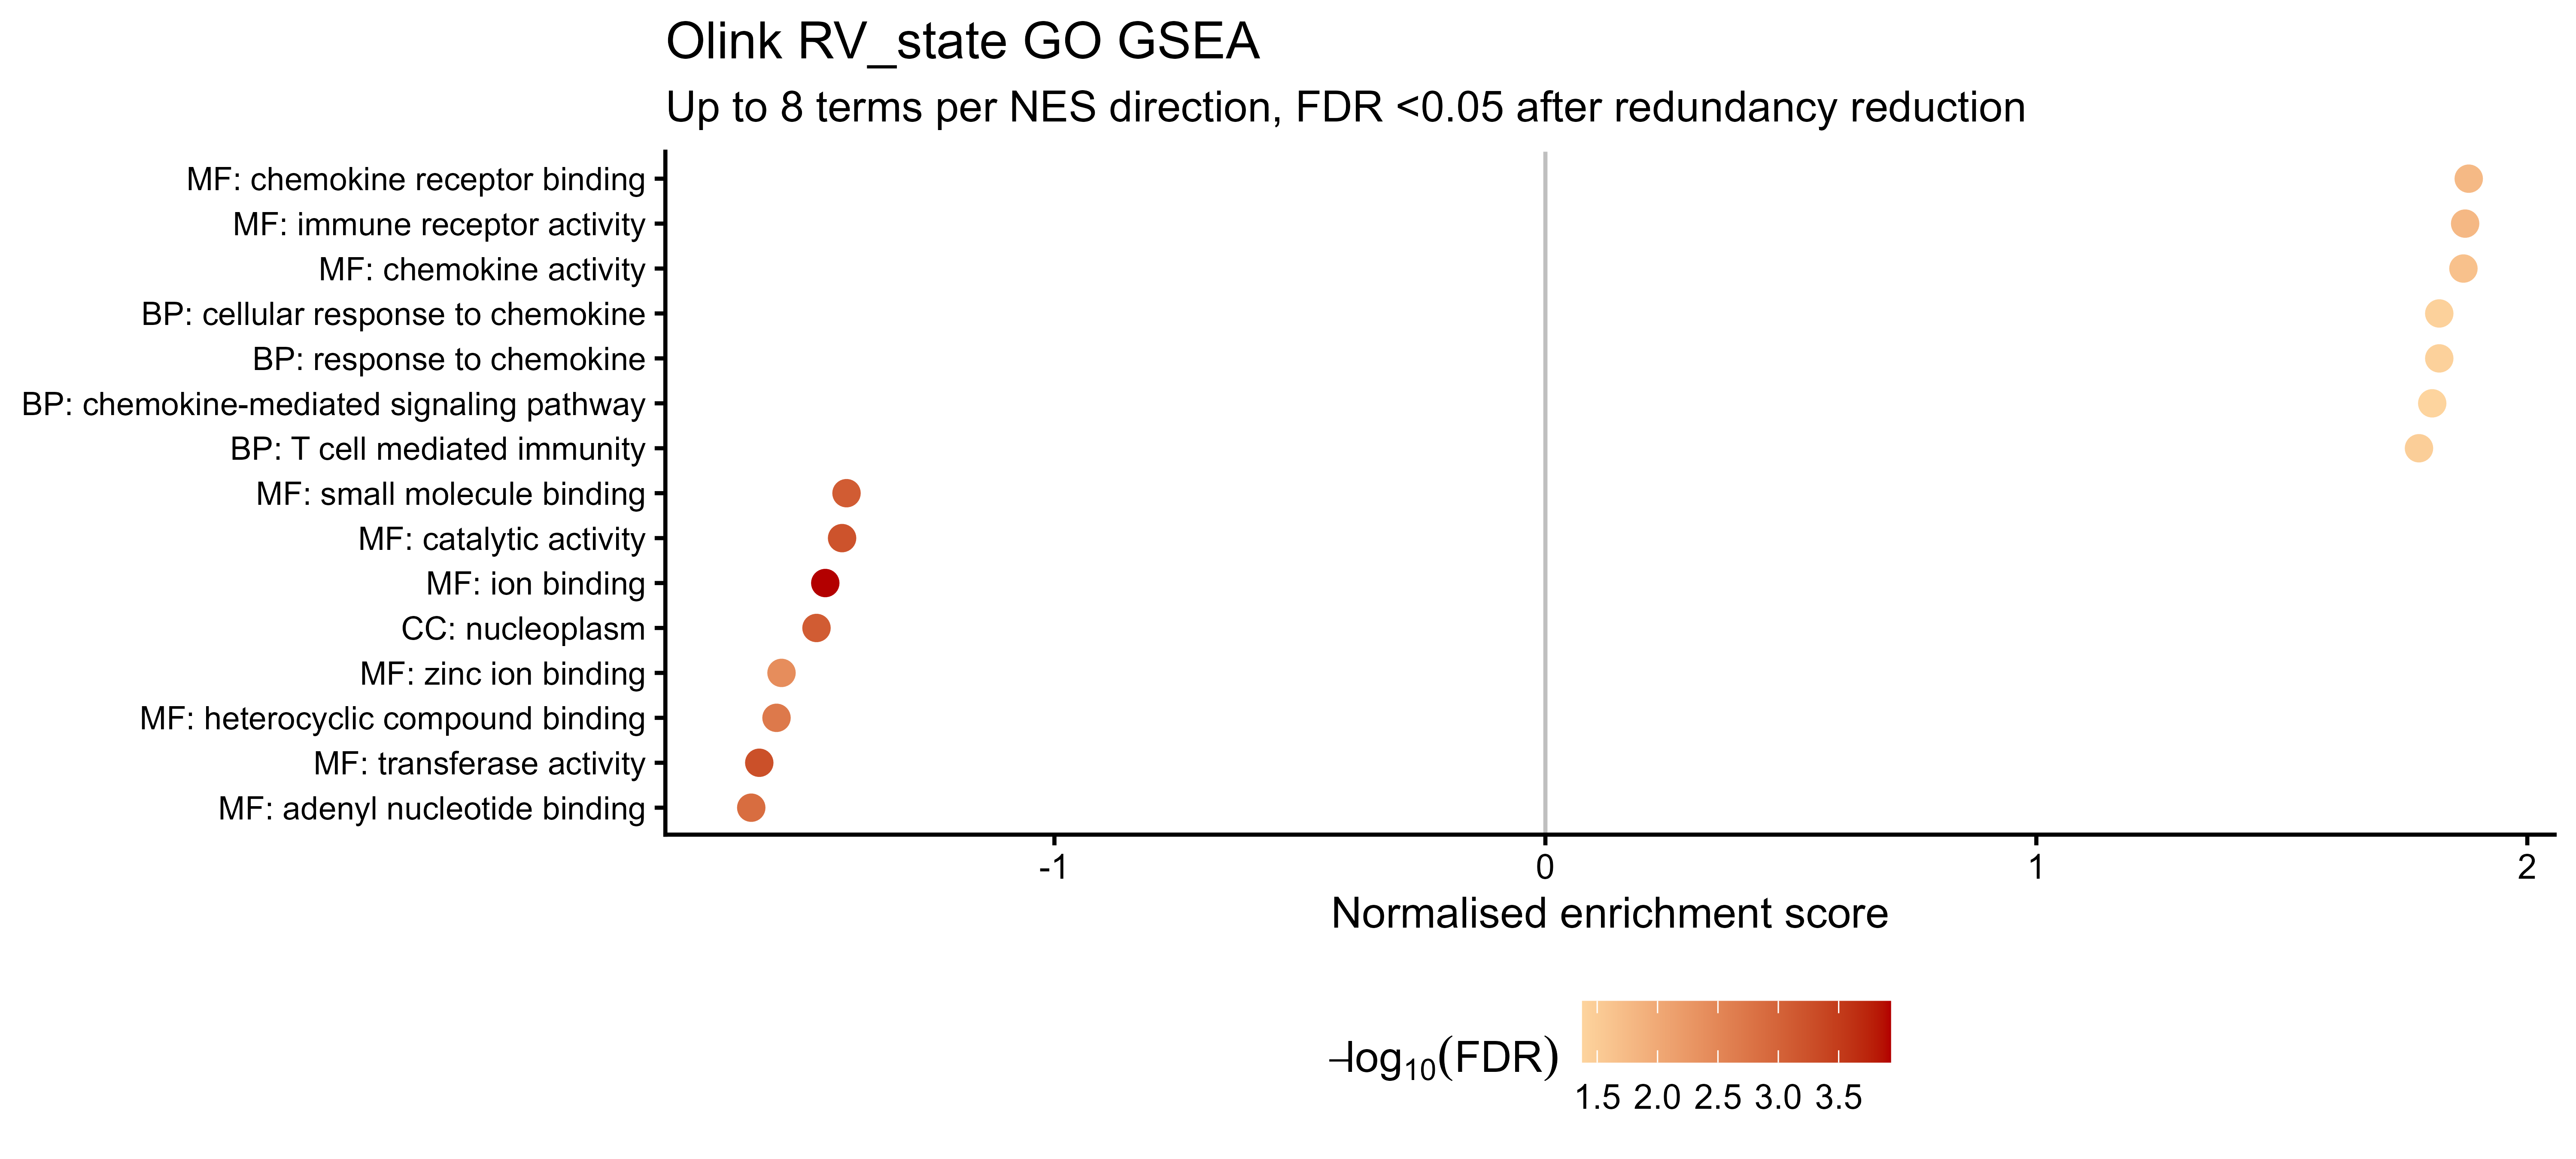 Olink RV_state GO GSEA
Up to 8 terms per NES direction, FDR <0.05 after redundancy reduction
MF: chemokine receptor binding
MF: immune receptor activity
MF: chemokine activity
BP: cellular response to chemokine
BP: response to chemokine
BP: chemokine-mediated signaling pathway
BP: T cell mediated immunity
MF: small molecule binding
MF: catalytic activity
MF: ion binding
CC: nucleoplasm
MF: zinc ion binding
MF: heterocyclic compound binding
MF: transferase activity
MF: adenyl nucleotide binding
-1 0 1 2
Normalised enrichment score
–log₁₀(FDR)
1.5 2.0 2.5 3.0 3.5